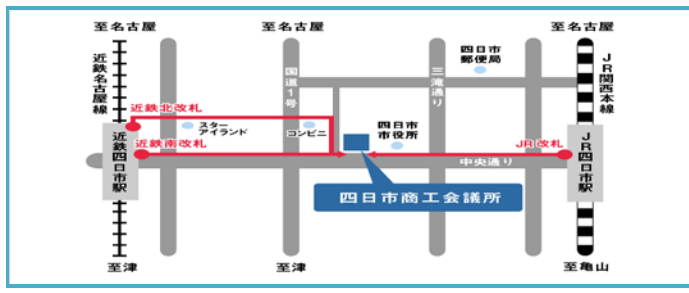 至名古屋
至名古屋
至名古屋
近鉄名古屋線
国道1号
三滝通り
四日市
郵便局
JR関西本線
近鉄北改札
スター
アイランド
コンビニ
四日市
市役所
近鉄南改札
JR改札
近鉄四日市駅
中央通り
JR四日市駅
四日市商工会議所
至津
至津
至亀山